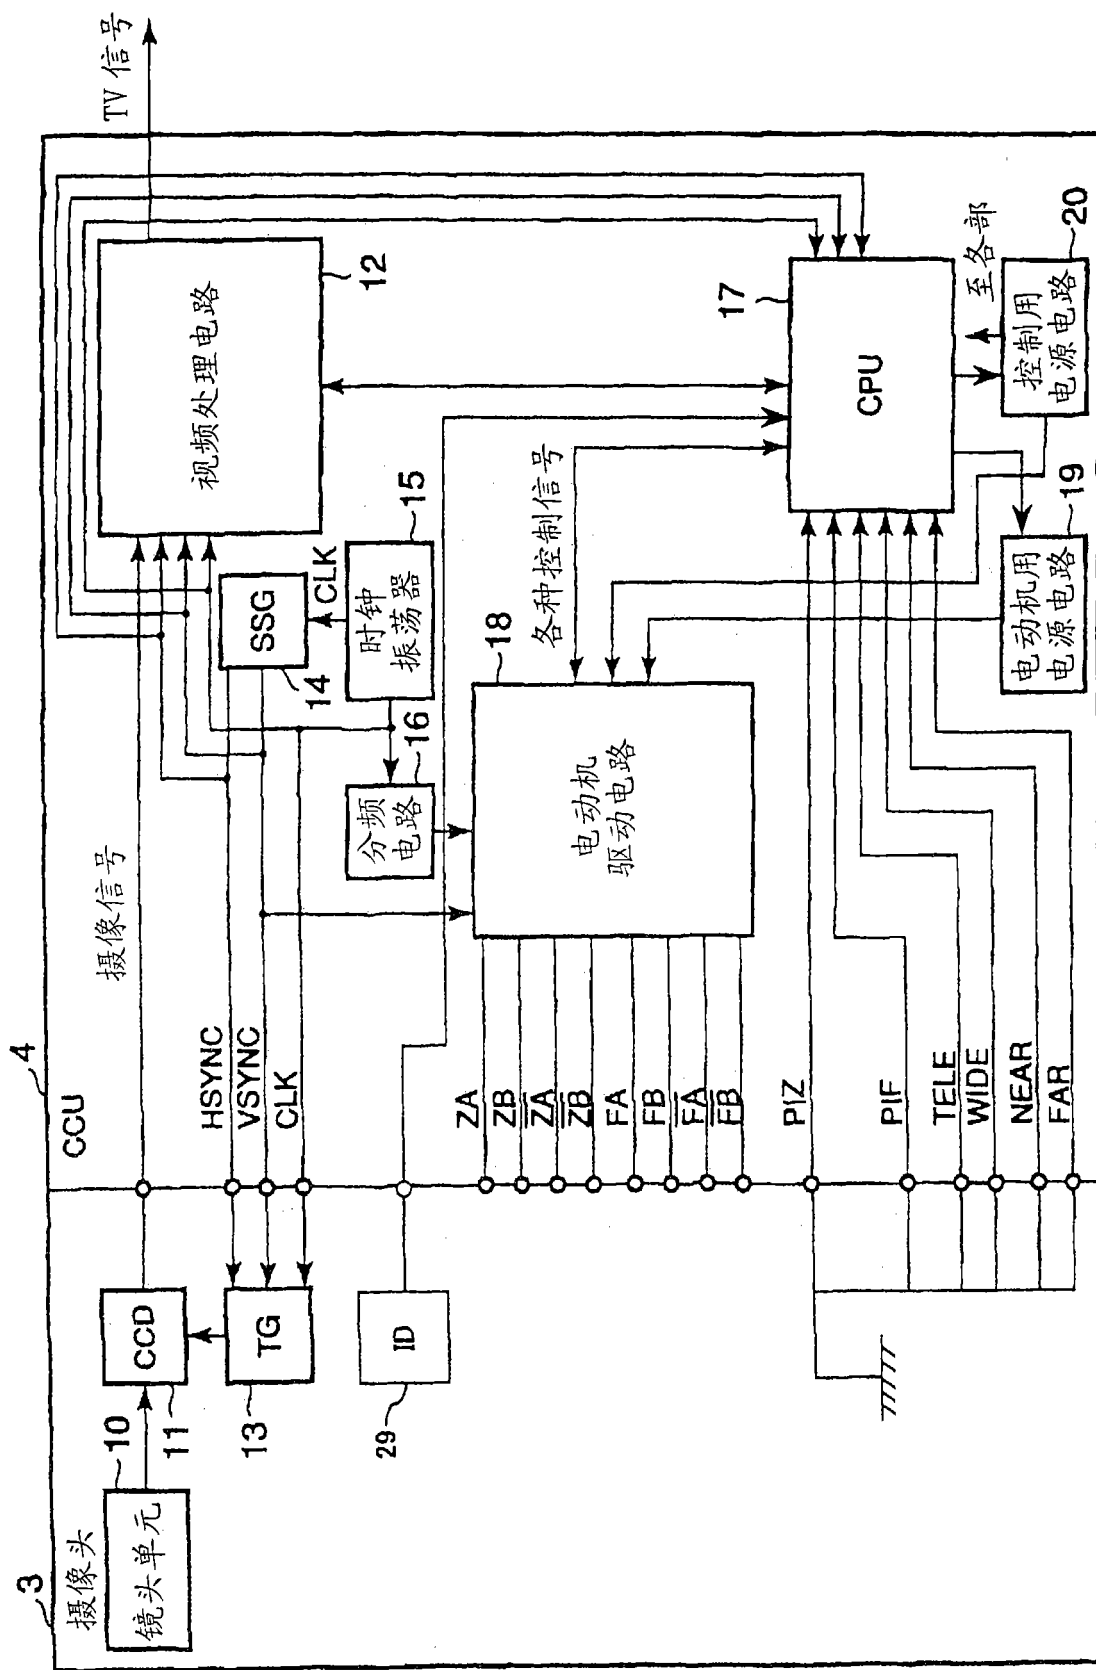 3
摄像头
镜头单元
10
CCD
11
TG
13
ID
29
4
CCU
摄像信号
HSYNC
VSYNC
CLK
TV 信号
视频处理电路
12
SSG
14
CLK
时钟
振荡器
15
分频
电路
16
各种控制信号
电动机
驱动电路
18
ZA
ZB
Z̅A̅
Z̅B̅
FA
FB
F̅A̅
F̅B̅
CPU
17
PIZ
PIF
TELE
WIDE
NEAR
FAR
至各部
控制用
电源电路
20
电动机用
电源电路
19